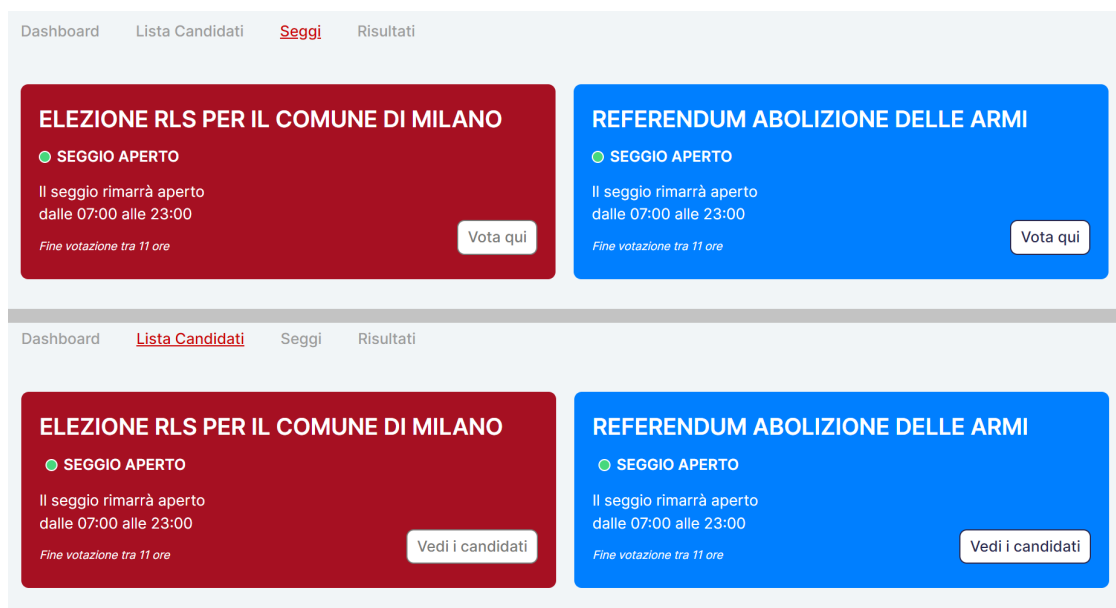 Dashboard Lista Candidati Seggi Risultati
ELEZIONE RLS PER IL COMUNE DI MILANO
SEGGIO APERTO
Il seggio rimarrà aperto
dalle 07:00 alle 23:00
Fine votazione tra 11 ore
Vota qui
REFERENDUM ABOLIZIONE DELLE ARMI
SEGGIO APERTO
Il seggio rimarrà aperto
dalle 07:00 alle 23:00
Fine votazione tra 11 ore
Vota qui
Dashboard Lista Candidati Seggi Risultati
ELEZIONE RLS PER IL COMUNE DI MILANO
SEGGIO APERTO
Il seggio rimarrà aperto
dalle 07:00 alle 23:00
Fine votazione tra 11 ore
Vedi i candidati
REFERENDUM ABOLIZIONE DELLE ARMI
SEGGIO APERTO
Il seggio rimarrà aperto
dalle 07:00 alle 23:00
Fine votazione tra 11 ore
Vedi i candidati